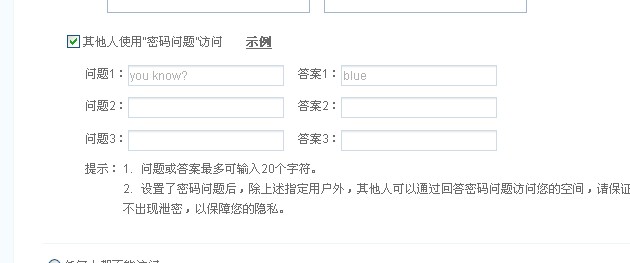 其他人使用"密码问题"访问 示例
问题1：you know? 答案1：blue
问题2： 答案2：
问题3： 答案3：
提示：1. 问题或答案最多可输入20个字符。
2. 设置了密码问题后，除上述指定用户外，其他人可以通过回答密码问题访问您的空间，请保证
不出现泄密，以保障您的隐私。